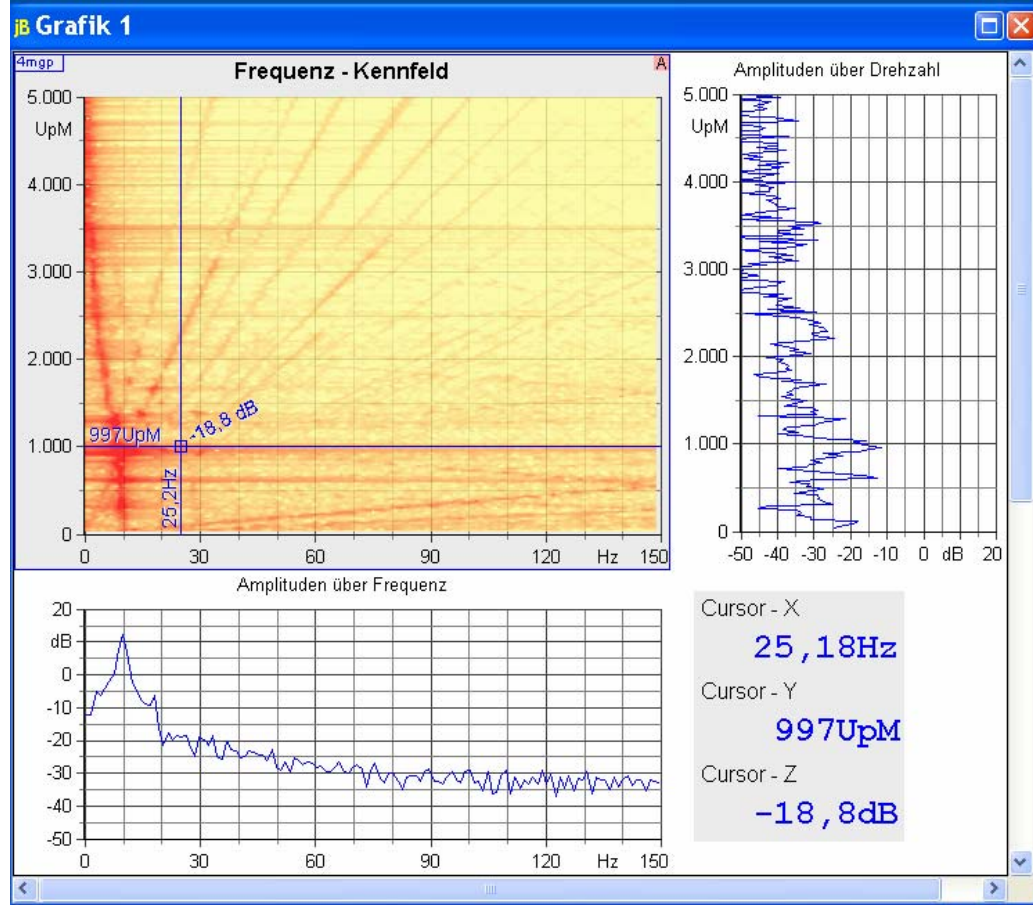 jB Grafik 1
4mgp
Frequenz - Kennfeld
A
5.000
UpM
4.000
3.000
2.000
1.000
0
997UpM
-18,8 dB
25,2Hz
0 30 60 90 120 Hz 150
Amplituden über Drehzahl
5.000
UpM
4.000
3.000
2.000
1.000
0
-50 -40 -30 -20 -10 0 dB 20
Amplituden über Frequenz
20
dB
0
-10
-20
-30
-40
-50
0 30 60 90 120 Hz 150
Cursor - X
25,18Hz
Cursor - Y
997UpM
Cursor - Z
-18,8dB